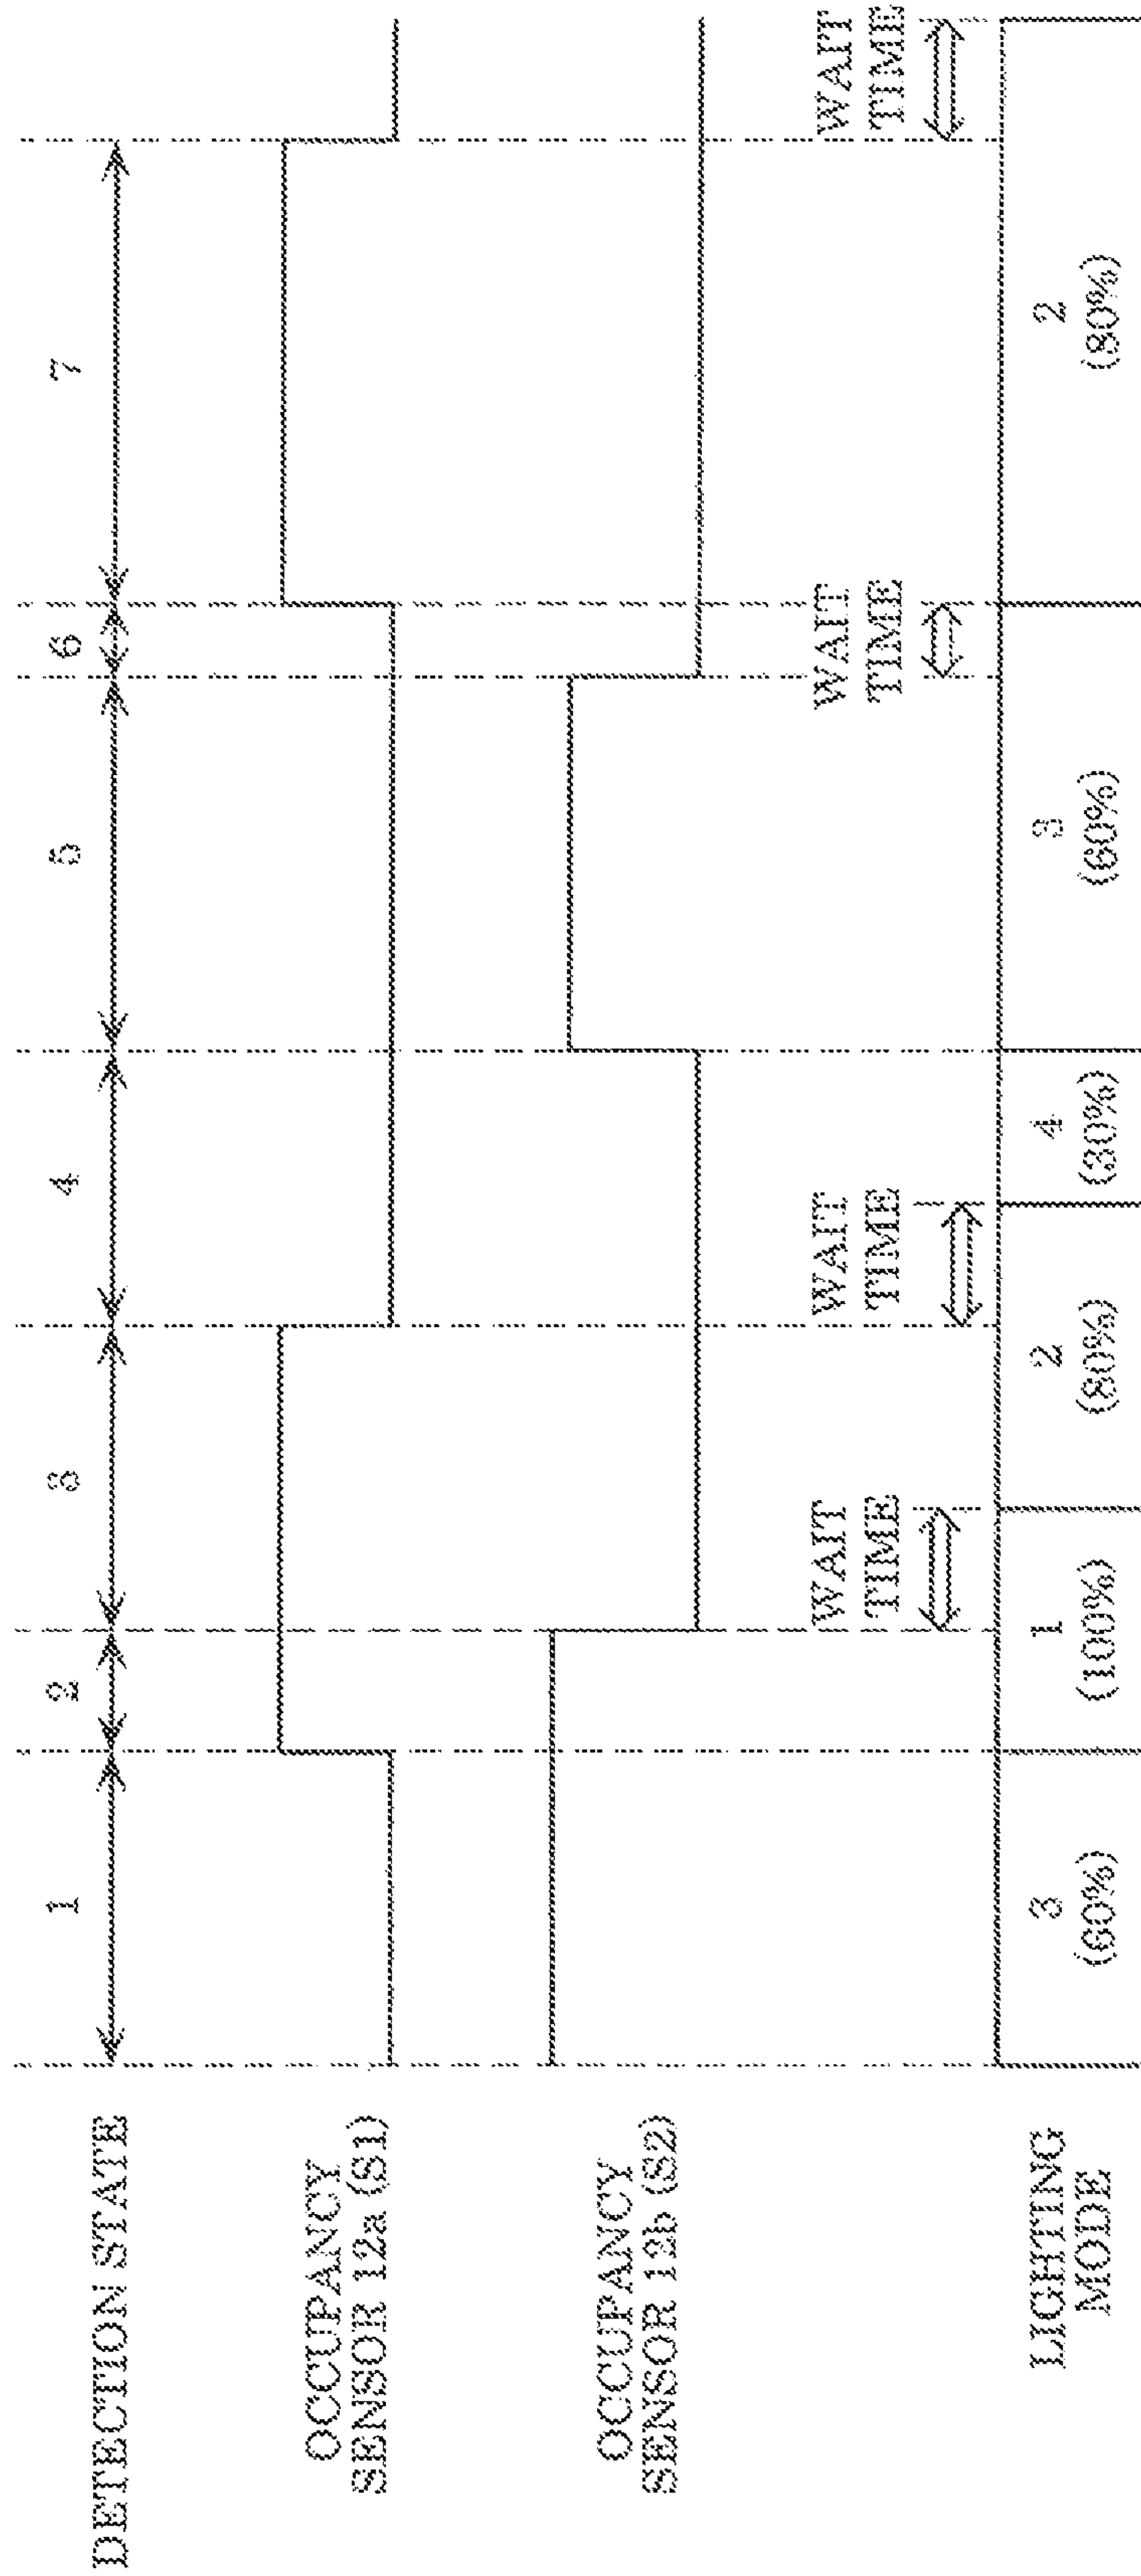 DETECTION STATE
1
2
3
4
5
6
7
OCCUPANCY
SENSOR 12a (S1)
OCCUPANCY
SENSOR 12b (S2)
WAIT
TIME
WAIT
TIME
WAIT
TIME
WAIT
TIME
LIGHTING
MODE
3
(60%)
1
(100%)
2
(80%)
4
(30%)
3
(60%)
2
(80%)